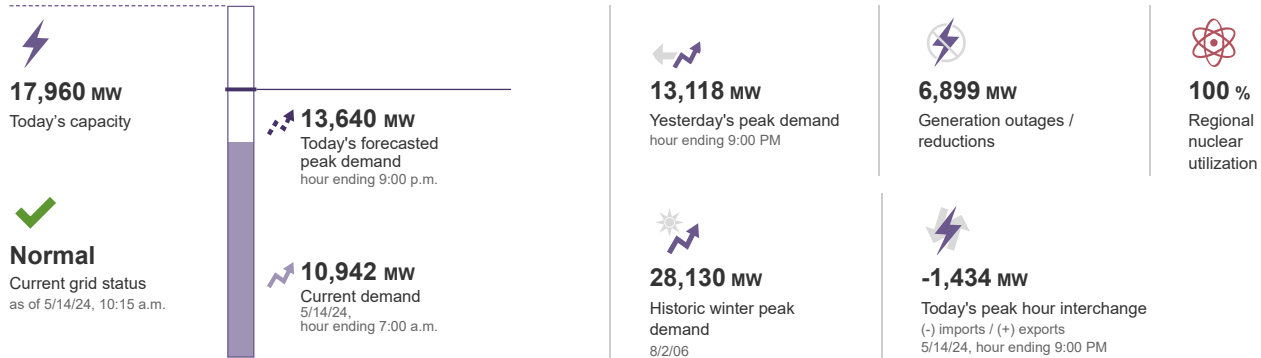 17,960 MW
Today's capacity
Normal
Current grid status
as of 5/14/24, 10:15 a.m.
13,640 MW
Today's forecasted
peak demand
hour ending 9:00 p.m.
10,942 MW
Current demand
5/14/24,
hour ending 7:00 a.m.
13,118 MW
Yesterday's peak demand
hour ending 9:00 PM
6,899 MW
Generation outages /
reductions
100 %
Regional
nuclear
utilization
28,130 MW
Historic winter peak
demand
8/2/06
-1,434 MW
Today's peak hour interchange
(-) imports / (+) exports
5/14/24, hour ending 9:00 PM